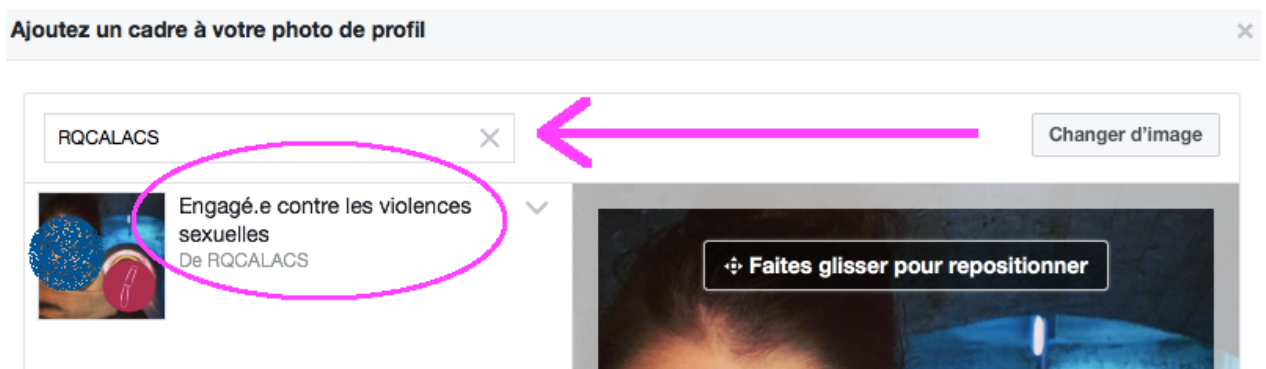 Ajoutez un cadre à votre photo de profil
RQCALACS
Changer d'image
Engagé.e contre les violences
sexuelles
De RQCALACS
Faites glisser pour repositionner